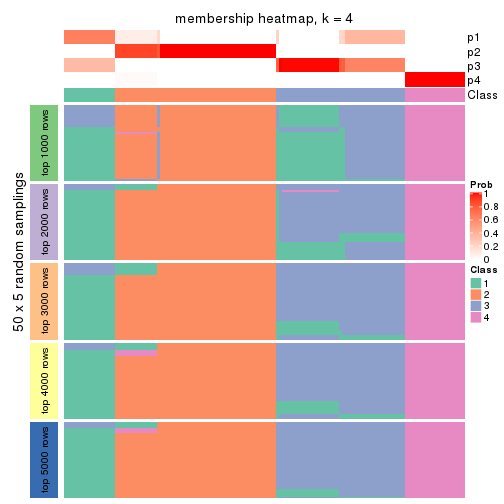 membership heatmap, k = 4
p1
p2
p3
p4
Class
50 x 5 random samplings
top 1000 rows
top 2000 rows
top 3000 rows
top 4000 rows
top 5000 rows
Prob
1
0.8
0.6
0.4
0.2
0
Class
1
2
3
4